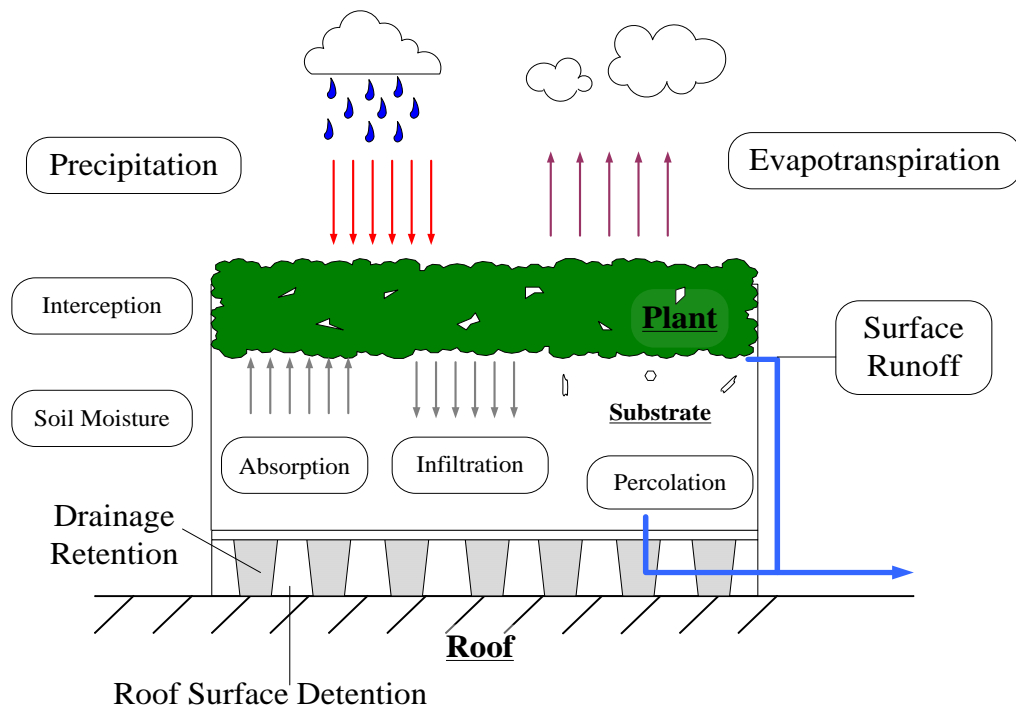 Precipitation
Evapotranspiration
Interception
Plant
Surface
Runoff
Soil Moisture
Substrate
Absorption
Infiltration
Percolation
Drainage
Retention
Roof
Roof Surface Detention